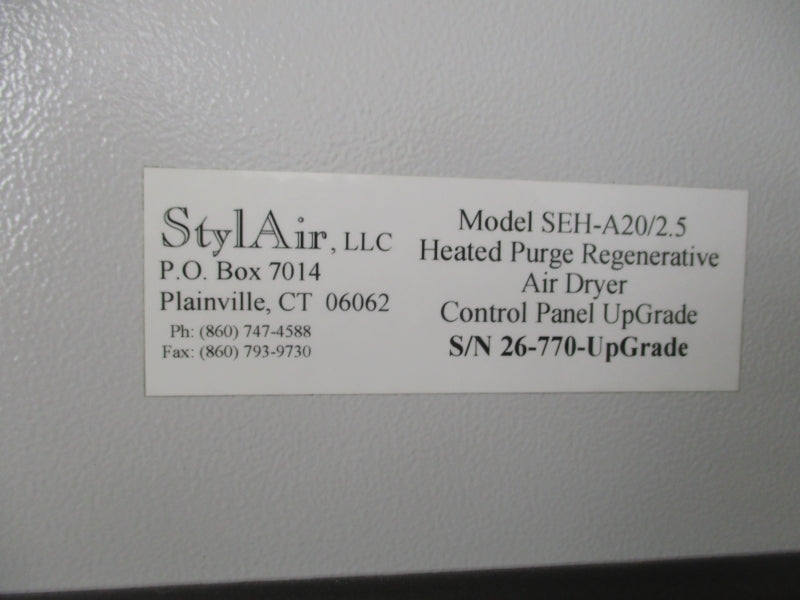 StylAir, LLC
P.O. Box 7014
Plainville, CT 06062
Ph: (860) 747-4588
Fax: (860) 793-9730
Model SEH-A20/2.5
Heated Purge Regenerative
Air Dryer
Control Panel UpGrade
S/N 26-770-UpGrade